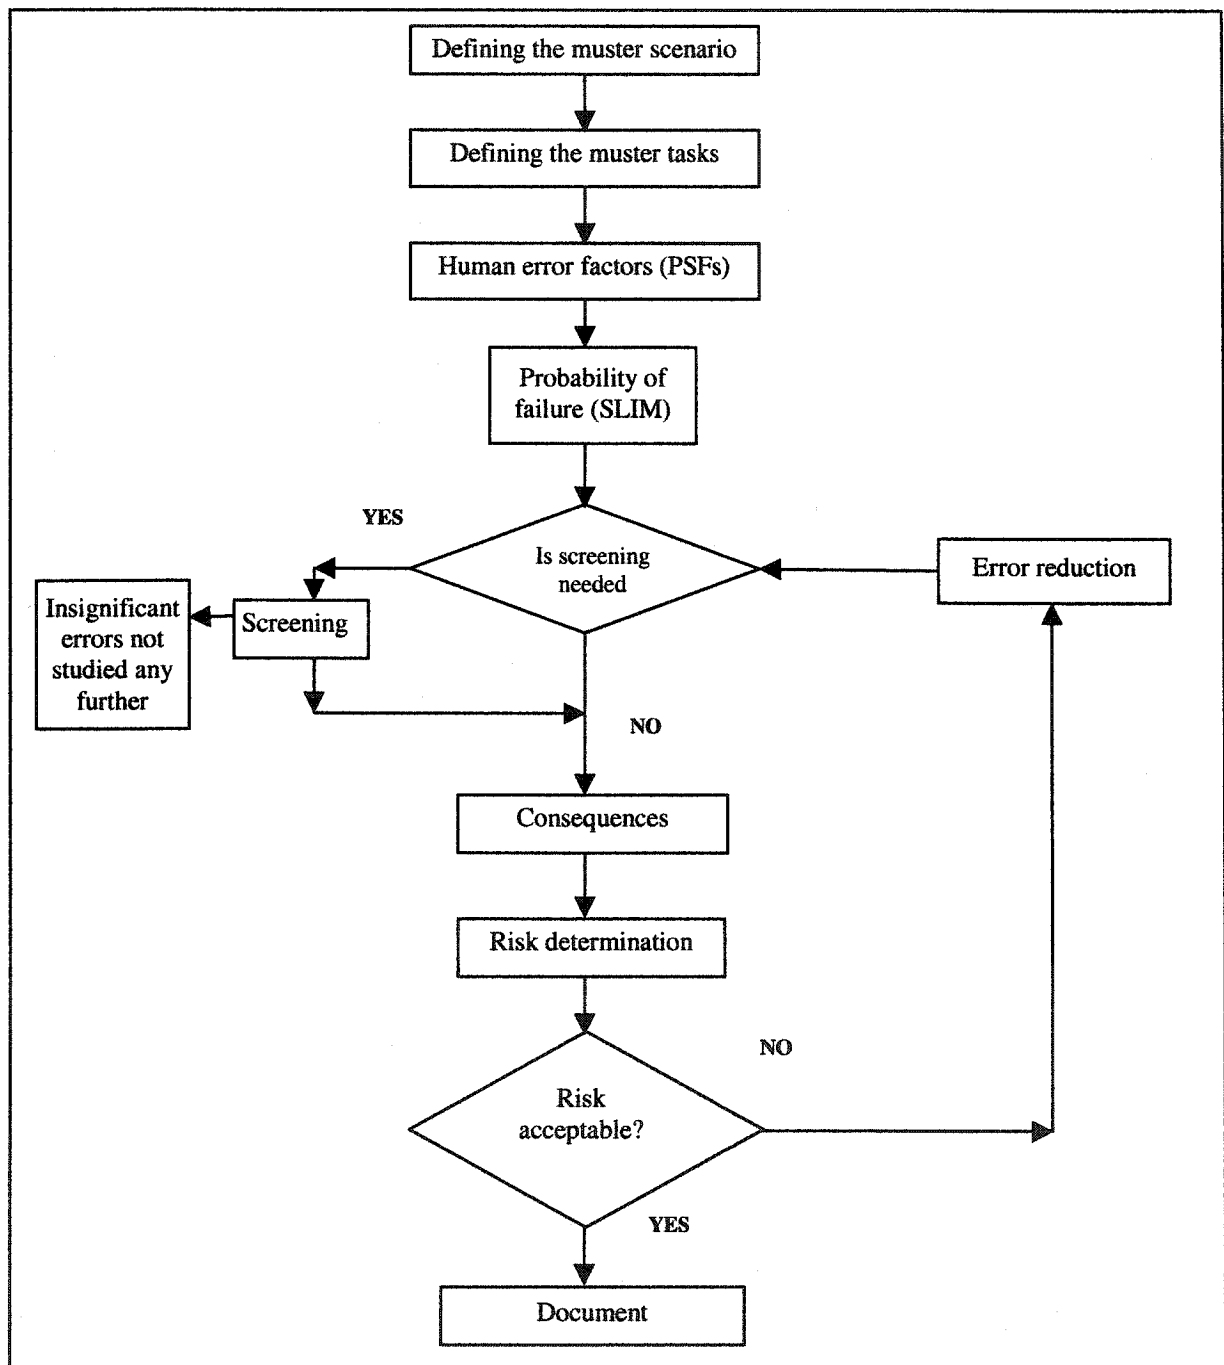 Defining the muster scenario
Defining the muster tasks
Human error factors (PSFs)
Probability of
failure (SLIM)
YES
Is screening
needed
Error reduction
Insignificant
errors not
studied any
further
Screening
NO
Consequences
Risk determination
NO
Risk
acceptable?
YES
Document